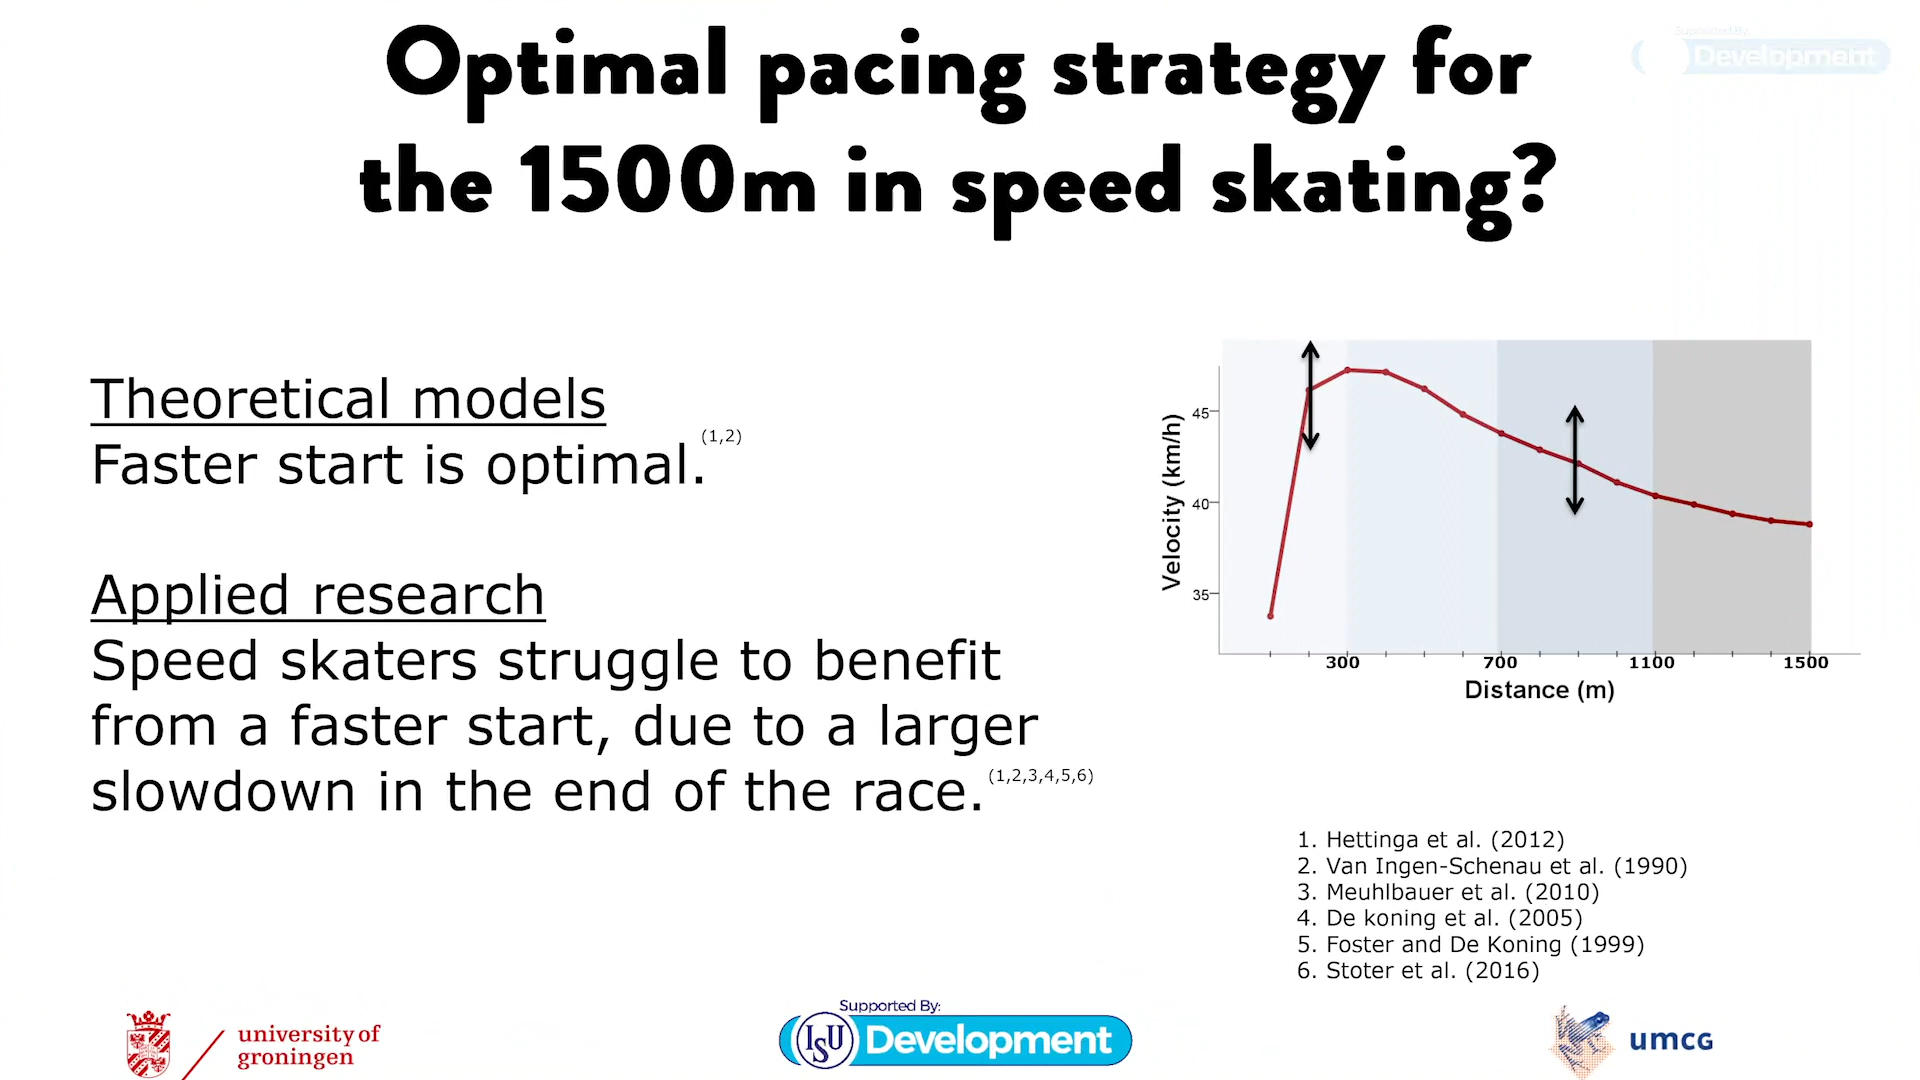 Optimal pacing strategy for
the 1500m in speed skating?
Supported By:
Development
Theoretical models
Faster start is optimal. (1,2)
Applied research
Speed skaters struggle to benefit
from a faster start, due to a larger
slowdown in the end of the race. (1,2,3,4,5,6)
Velocity (km/h)
45
40
35
300 700 1100 1500
Distance (m)
1. Hettinga et al. (2012)
2. Van Ingen-Schenau et al. (1990)
3. Meuhlbauer et al. (2010)
4. De koning et al. (2005)
5. Foster and De Koning (1999)
6. Stoter et al. (2016)
university of
groningen
Supported By:
ISU Development
umcg